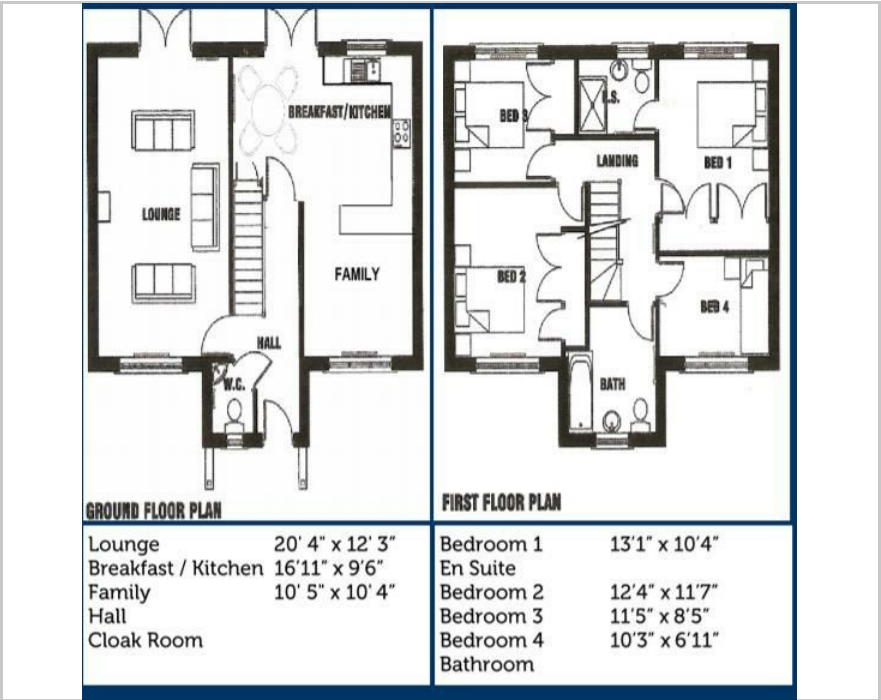 BREAKFAST/KITCHEN
LOUNGE
FAMILY
HALL
W.C.
GROUND FLOOR PLAN
BED 3
E.S.
LANDING
BED 1
BED 2
BED 4
BATH
FIRST FLOOR PLAN
Lounge 20' 4" x 12' 3"
Breakfast / Kitchen 16'11" x 9'6"
Family 10' 5" x 10' 4"
Hall
Cloak Room
Bedroom 1 13'1" x 10'4"
En Suite
Bedroom 2 12'4" x 11'7"
Bedroom 3 11'5" x 8'5"
Bedroom 4 10'3" x 6'11"
Bathroom